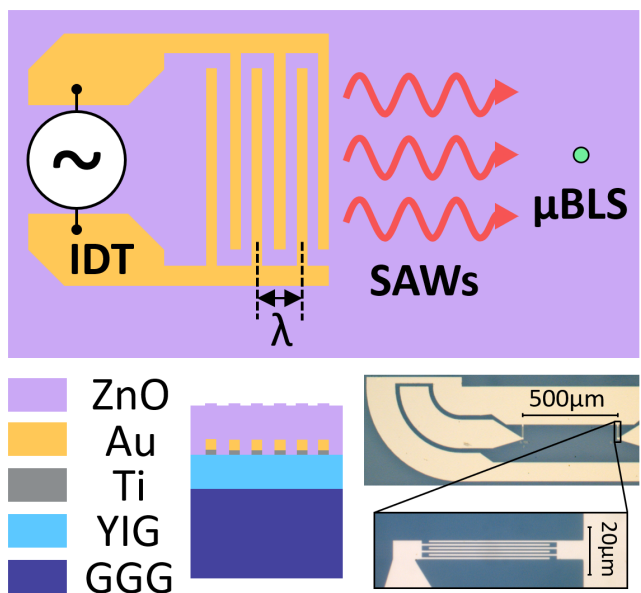 ~
IDT
λ
SAWs
μBLS
ZnO
Au
Ti
YIG
GGG
500μm
20μm